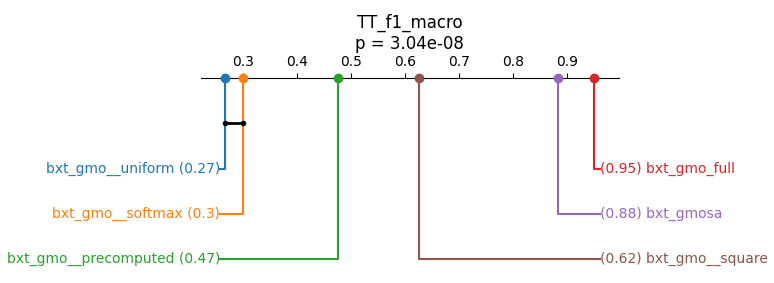 TT_f1_macro
p = 3.04e-08
0.3 0.4 0.5 0.6 0.7 0.8 0.9
bxt_gmo__uniform (0.27)
(0.95) bxt_gmo_full
bxt_gmo__softmax (0.3)
(0.88) bxt_gmosa
bxt_gmo__precomputed (0.47)
(0.62) bxt_gmo__square